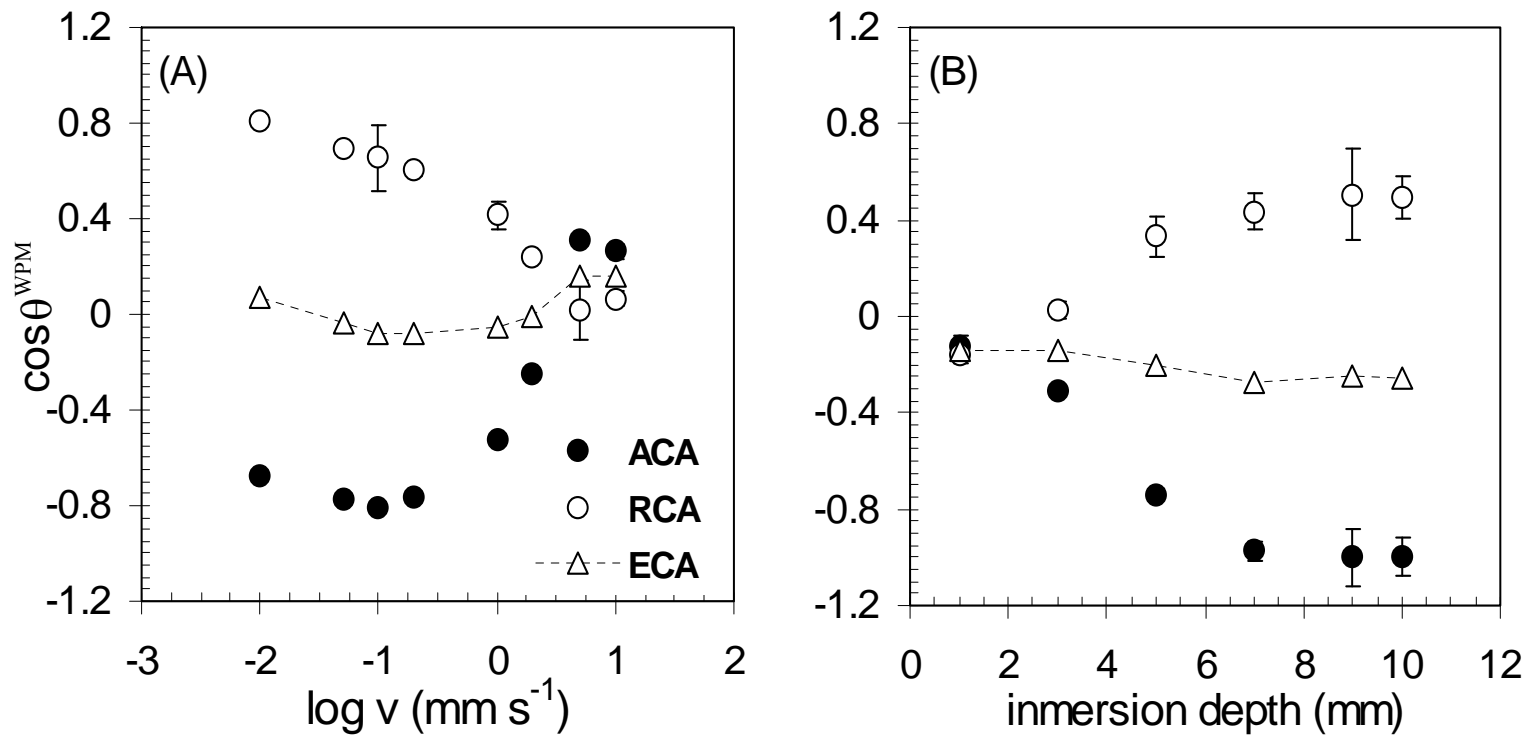 (A)
1.2
0.8
0.4
0
-0.4
-0.8
-1.2
cosθ^WPM
-3 -2 -1 0 1 2
log v (mm s⁻¹)
ACA
RCA
ECA
(B)
1.2
0.8
0.4
0
-0.4
-0.8
-1.2
0 2 4 6 8 10 12
inmersion depth (mm)